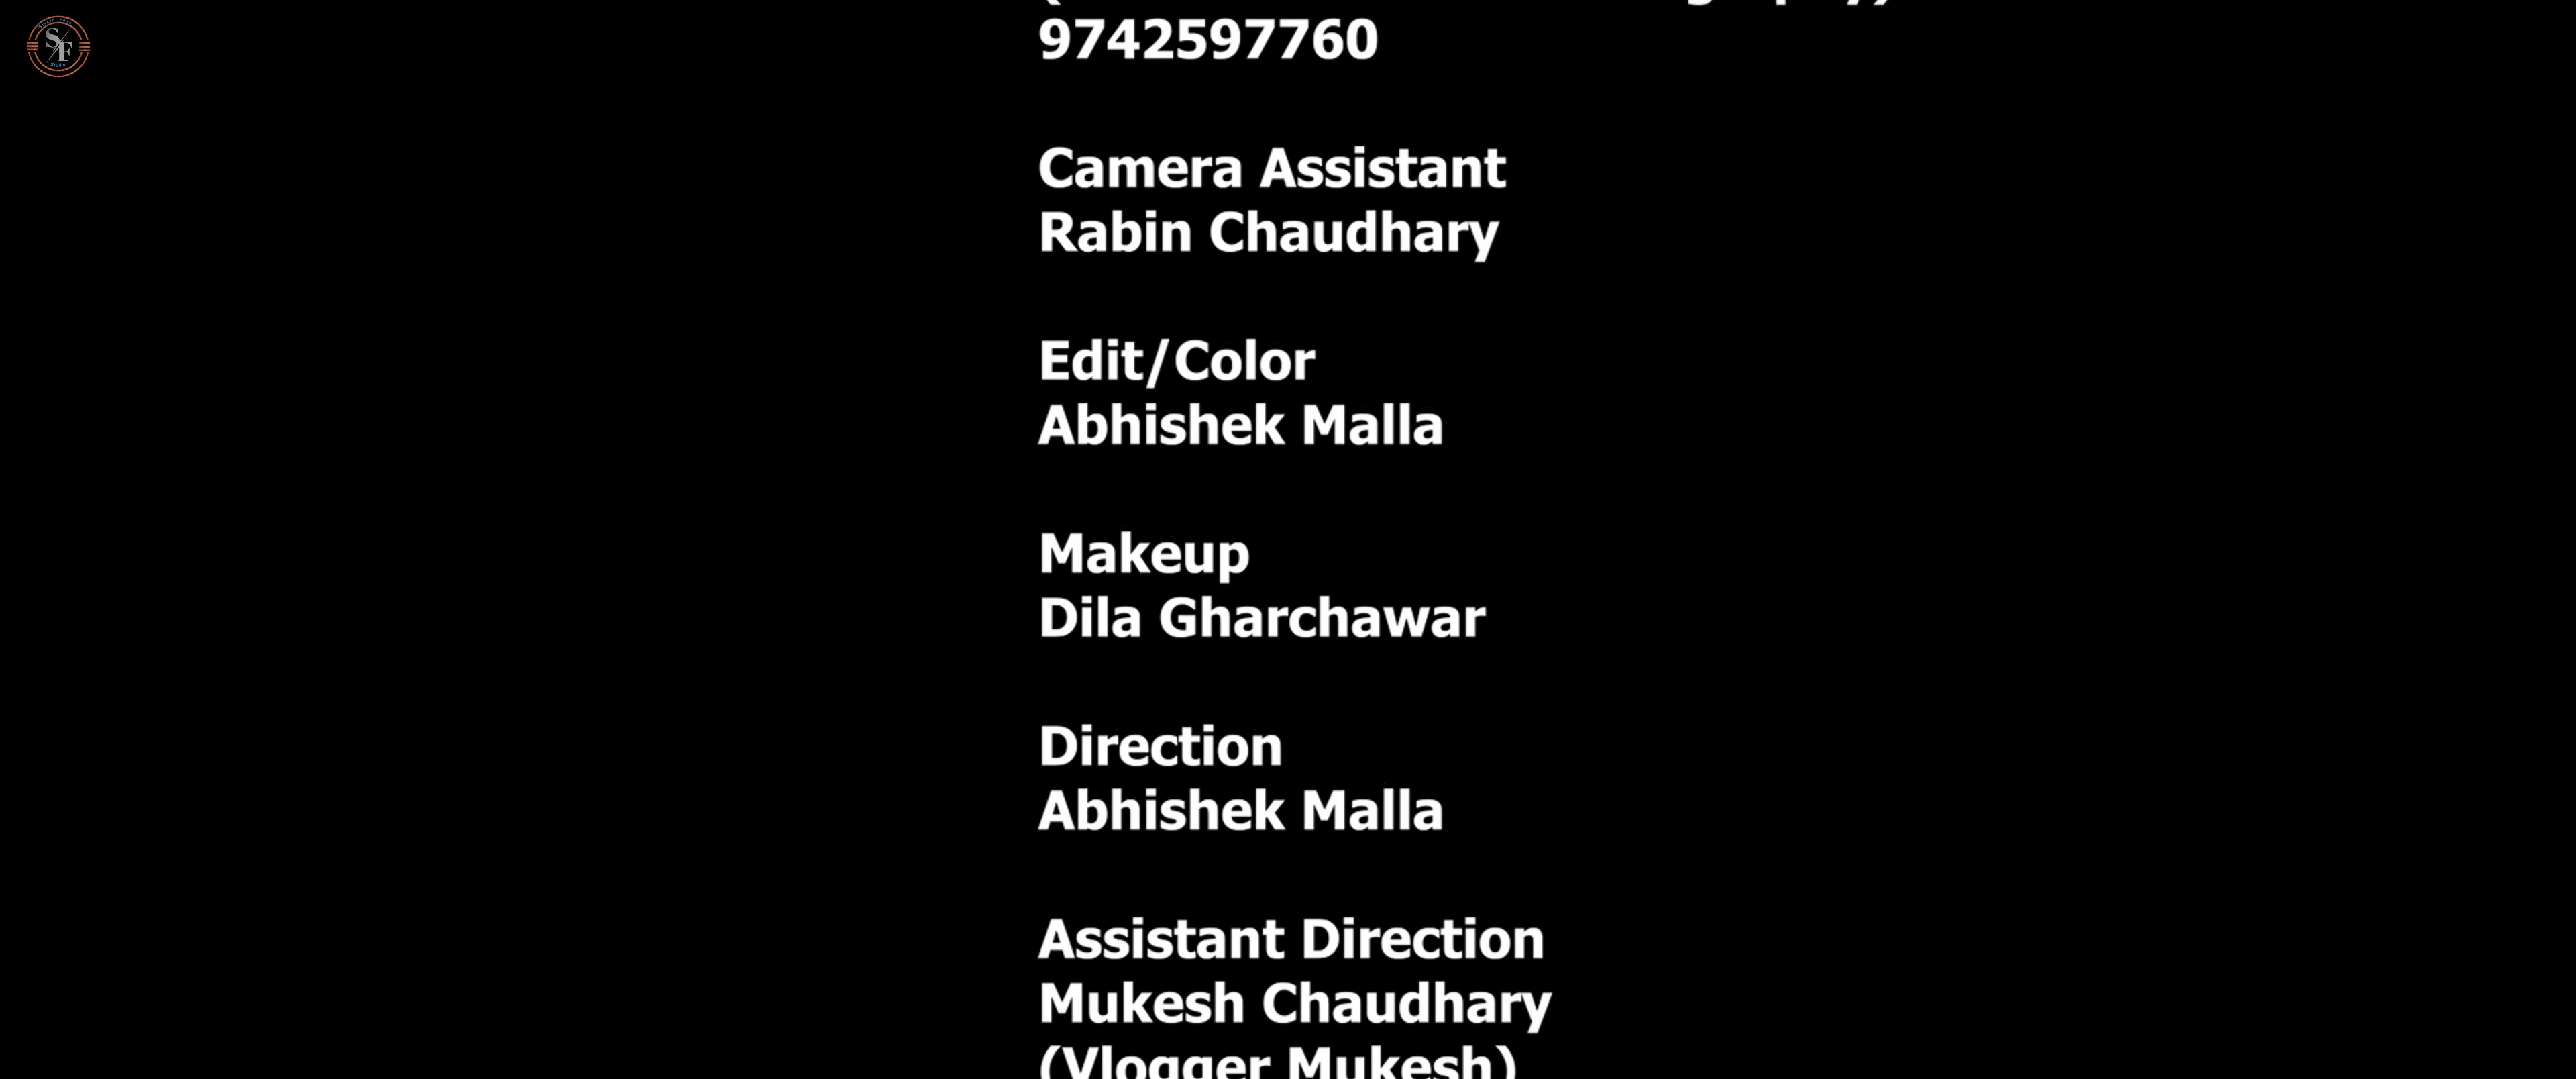 SF
9742597760
Camera Assistant
Rabin Chaudhary
Edit/Color
Abhishek Malla
Makeup
Dila Gharchawar
Direction
Abhishek Malla
Assistant Direction
Mukesh Chaudhary
(Vlogger Mukesh)